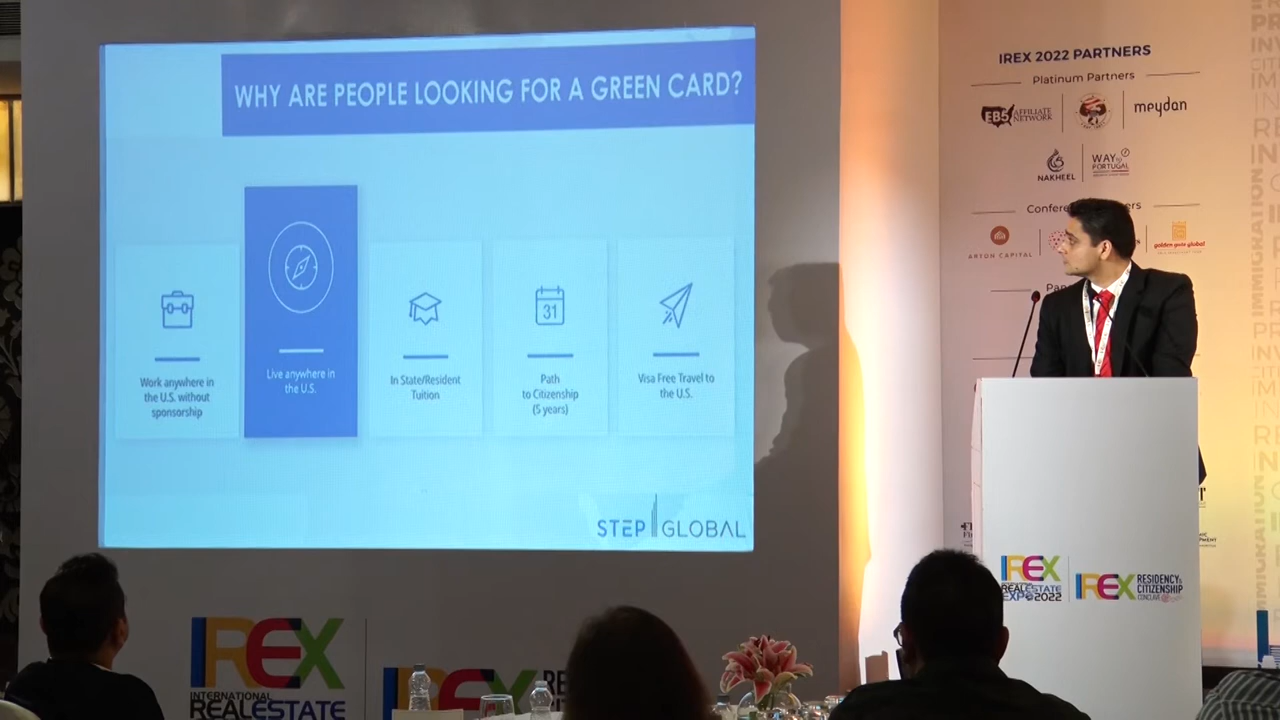 WHY ARE PEOPLE LOOKING FOR A GREEN CARD?
Work anywhere in
the U.S. without
sponsorship
Live anywhere in
the U.S.
In State/Resident
Tuition
31
Path
to Citizenship
(5 years)
Visa Free Travel to
the U.S.
STEP GLOBAL
IREX 2022 PARTNERS
Platinum Partners
EB5 AFFILIATE
NETWORK
meydan
NAKHEEL
WAY to
PORTUGAL
ARTON CAPITAL
golden gate global
IREX
INTERNATIONAL
REAL ESTATE
EXPO 2022
IREX RESIDENCY &
CITIZENSHIP
CONCLAVE
IREX
INTERNATIONAL
REAL ESTATE
IREX